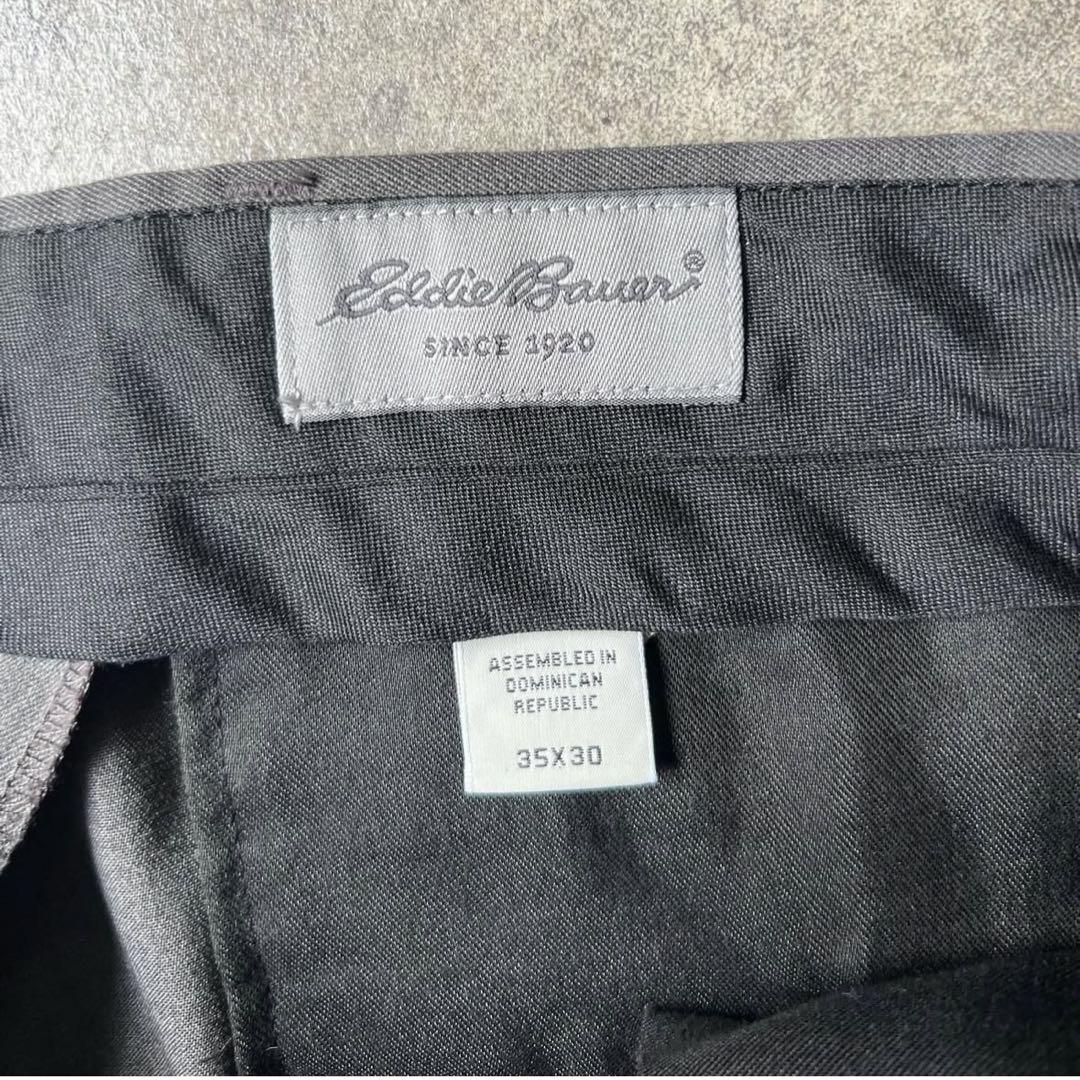 Eddie Bauer®
SINCE 1920
ASSEMBLED IN
DOMINICAN
REPUBLIC
35X30